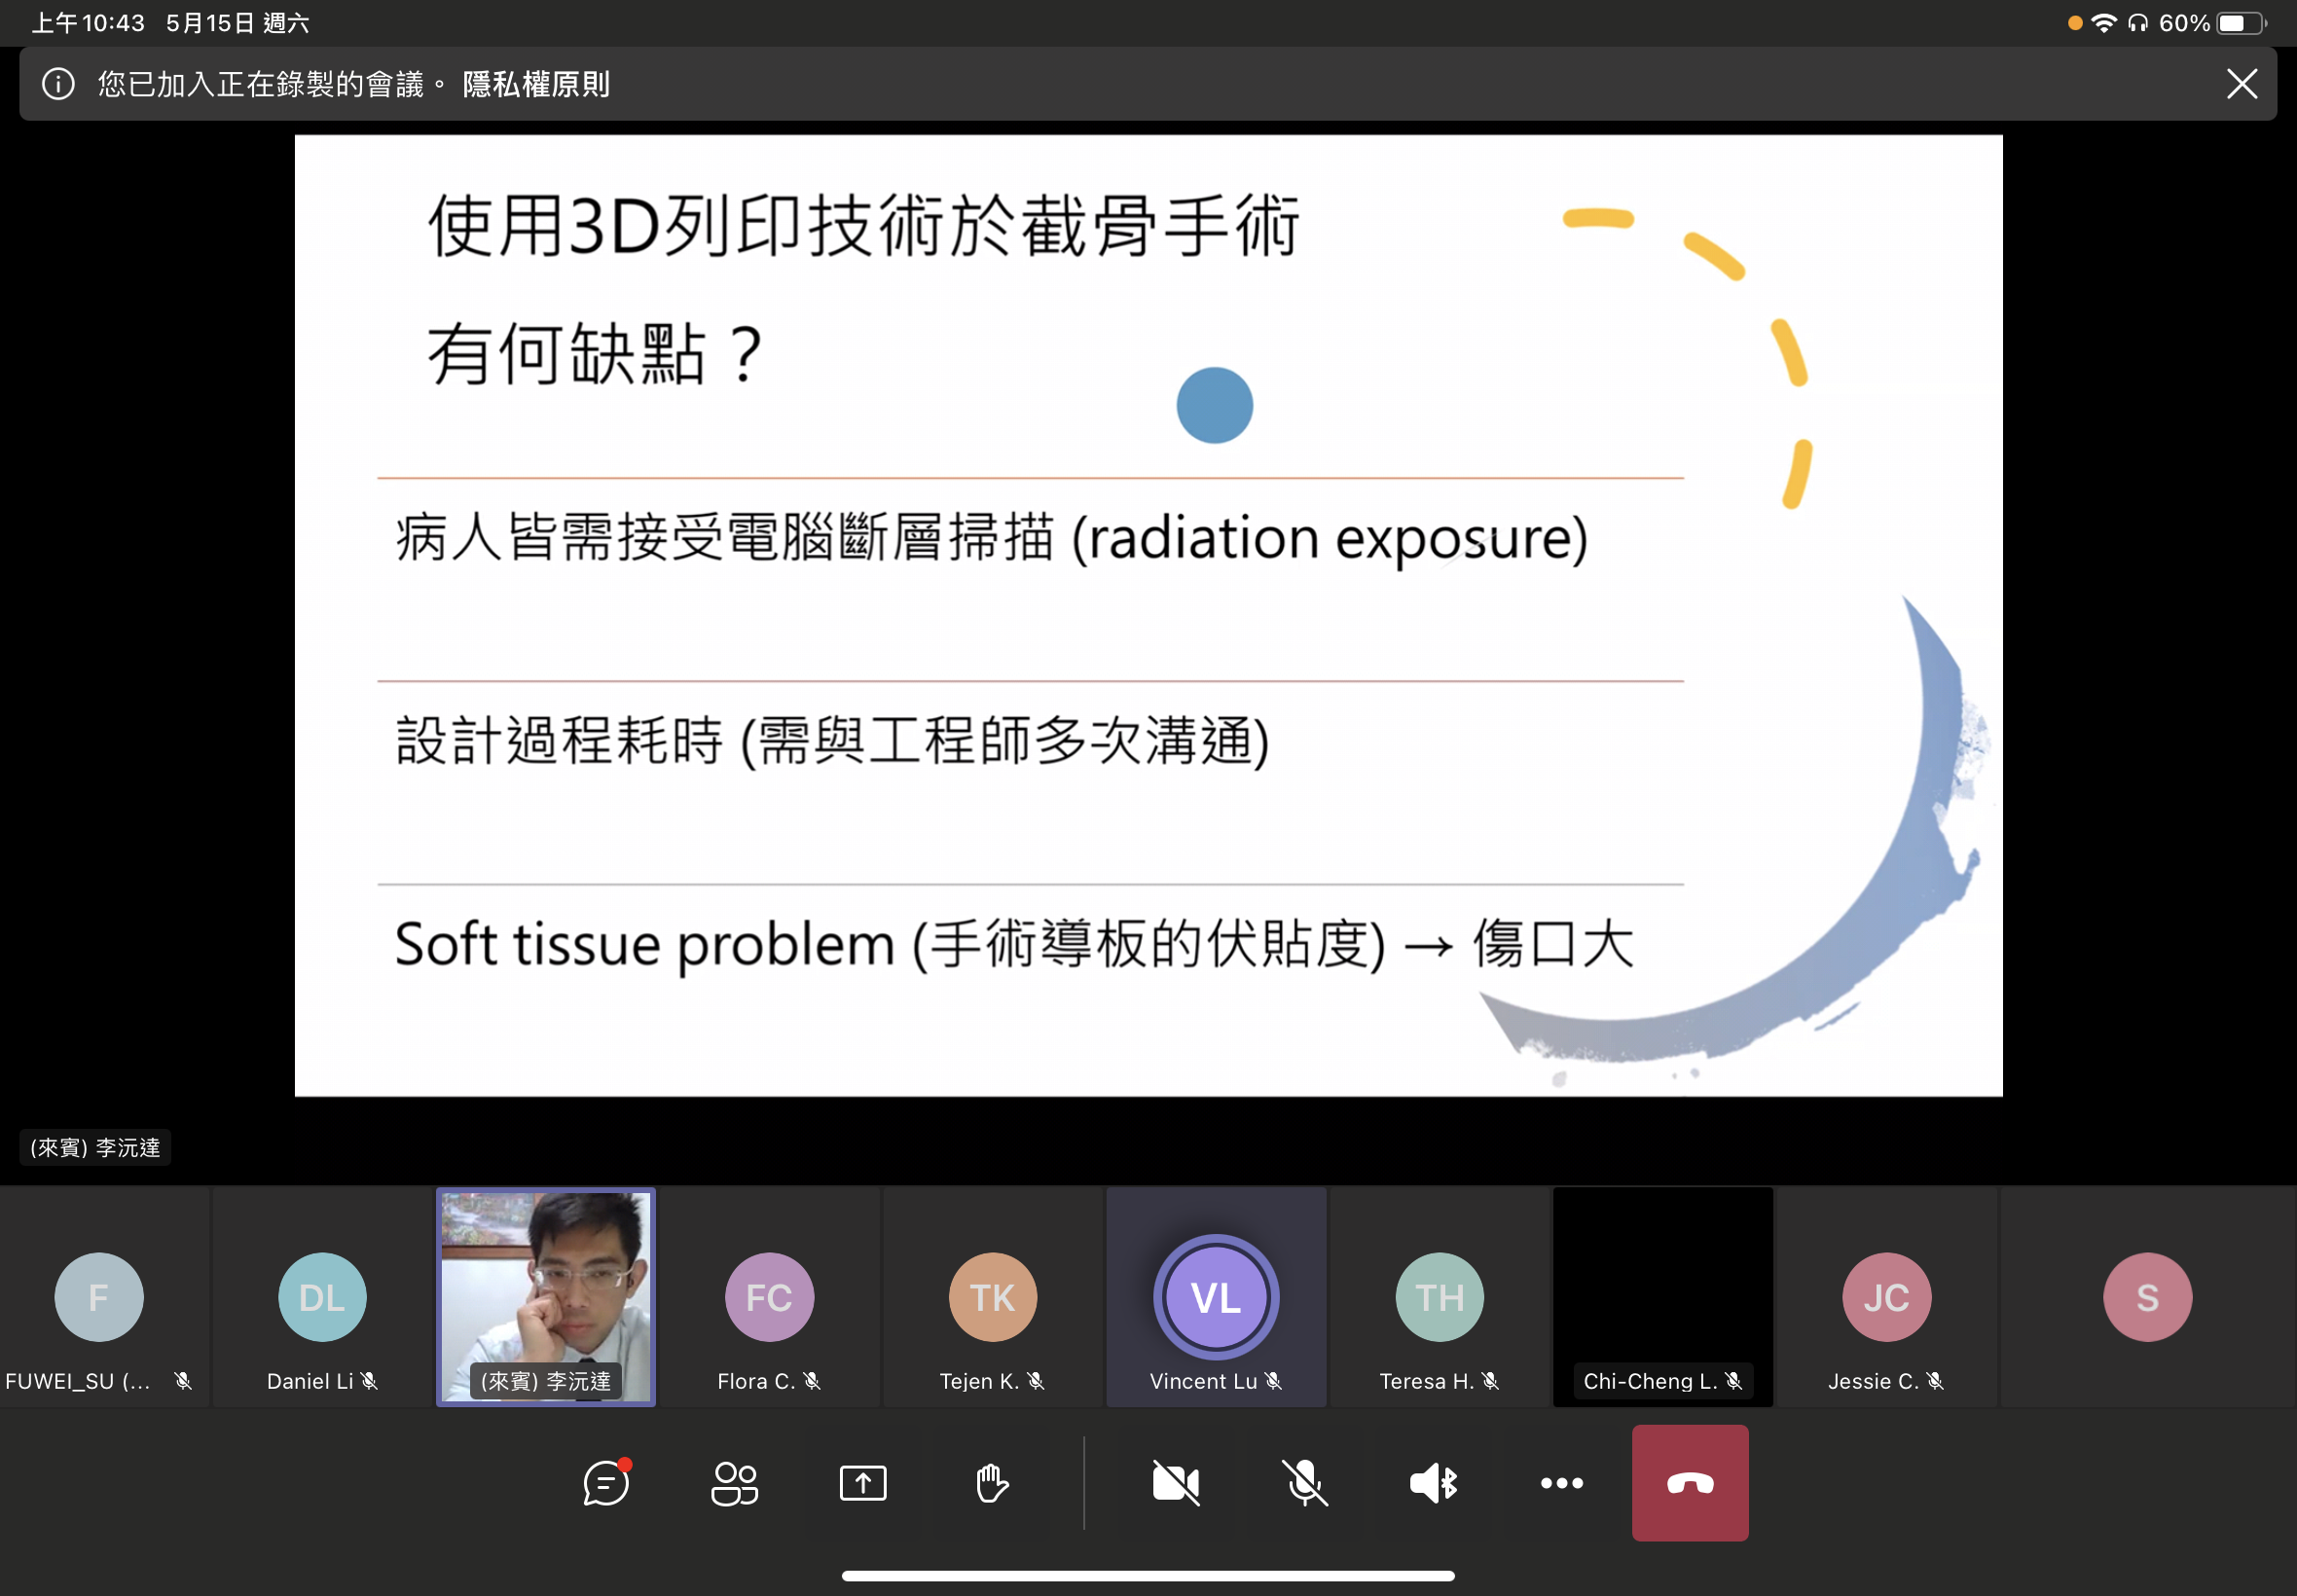 上午10:43 5月15日 週六
60%
您已加入正在錄製的會議。 隱私權原則
使用3D列印技術於截骨手術
有何缺點？
病人皆需接受電腦斷層掃描 (radiation exposure)
設計過程耗時 (需與工程師多次溝通)
Soft tissue problem (手術導板的伏貼度) → 傷口大
(來賓) 李沅達
F
DL
FC
TK
VL
TH
JC
S
FUWEI_SU (...
Daniel Li
(來賓) 李沅達
Flora C.
Tejen K.
Vincent Lu
Teresa H.
Chi-Cheng L.
Jessie C.